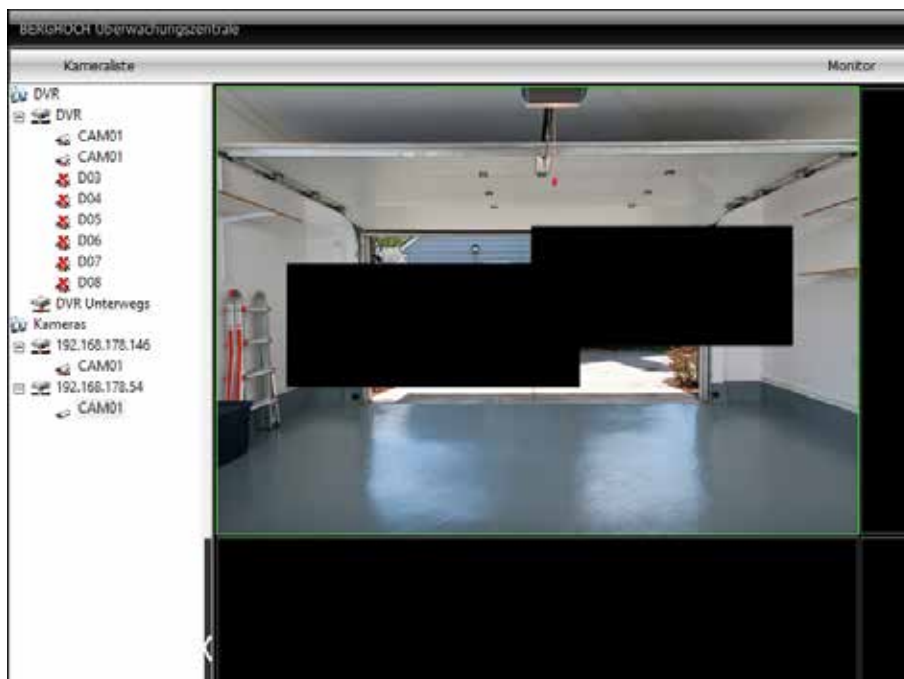 BERGHOCH Überwachungszentrale
Kameraliste
Monitor
DVR
DVR
CAM01
CAM01
D03
D04
D05
D06
D07
D08
DVR Unterwegs
Kameras
192.168.178.146
CAM01
192.168.178.54
CAM01